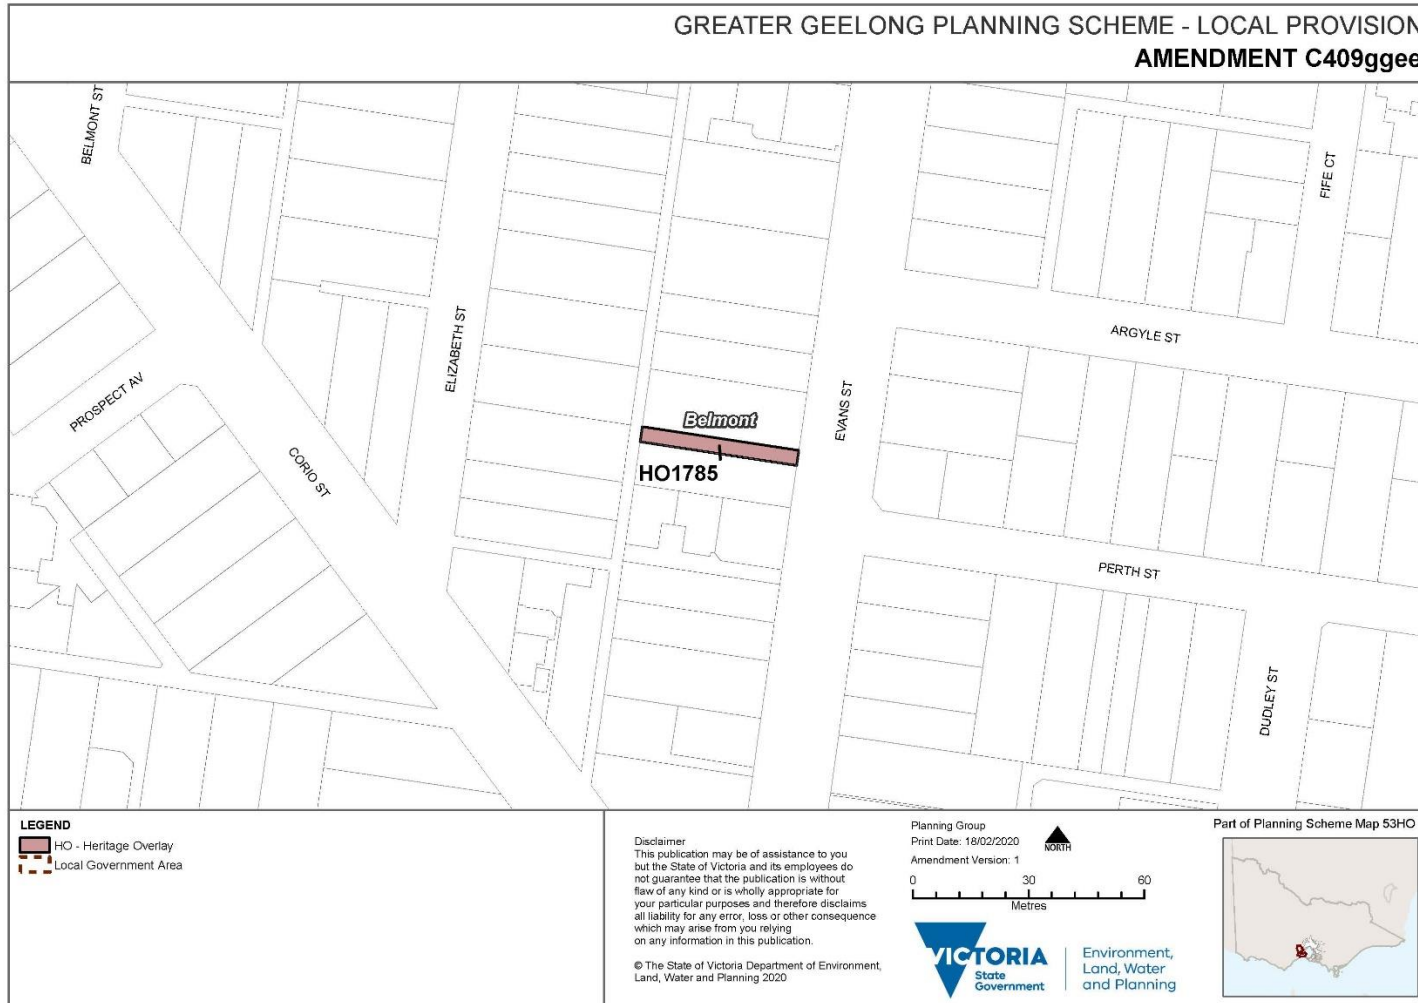 GREATER GEELONG PLANNING SCHEME - LOCAL PROVISION
AMENDMENT C409ggee
BELMONT ST
FIFE CT
ELIZABETH ST
ARGYLE ST
PROSPECT AV
EVANS ST
Belmont
CORIO ST
HO1785
PERTH ST
DUDLEY ST
LEGEND
HO - Heritage Overlay
Local Government Area
Disclaimer
This publication may be of assistance to you
but the State of Victoria and its employees do
not guarantee that the publication is without
flaw of any kind or is wholly appropriate for
your particular purposes and therefore disclaims
all liability for any error, loss or other consequence
which may arise from you relying
on any information in this publication.
© The State of Victoria Department of Environment,
Land, Water and Planning 2020
Planning Group
Print Date: 18/02/2020
Amendment Version: 1
NORTH
0 30 60
Metres
VICTORIA
State
Government
Environment,
Land, Water
and Planning
Part of Planning Scheme Map 53HO